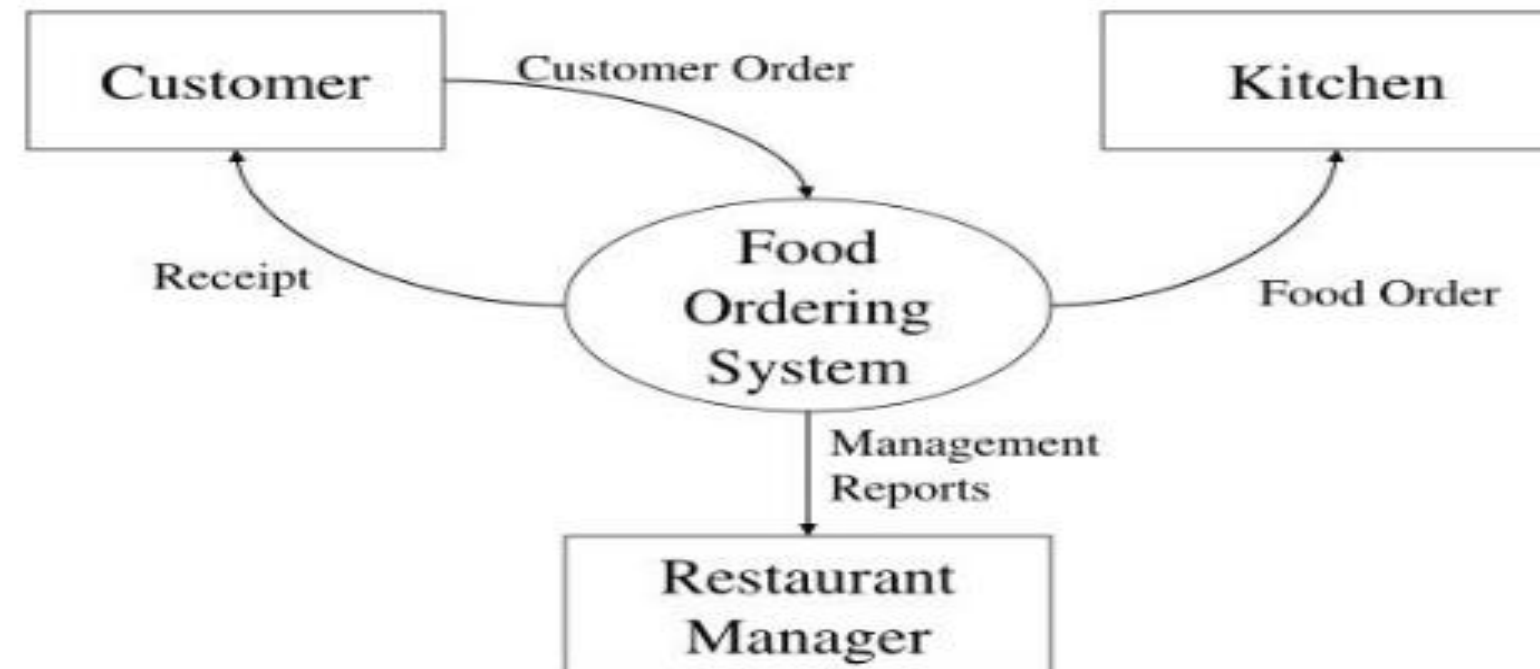 Customer
Customer Order
Kitchen
Receipt
Food
Ordering
System
Food Order
Management
Reports
Restaurant
Manager